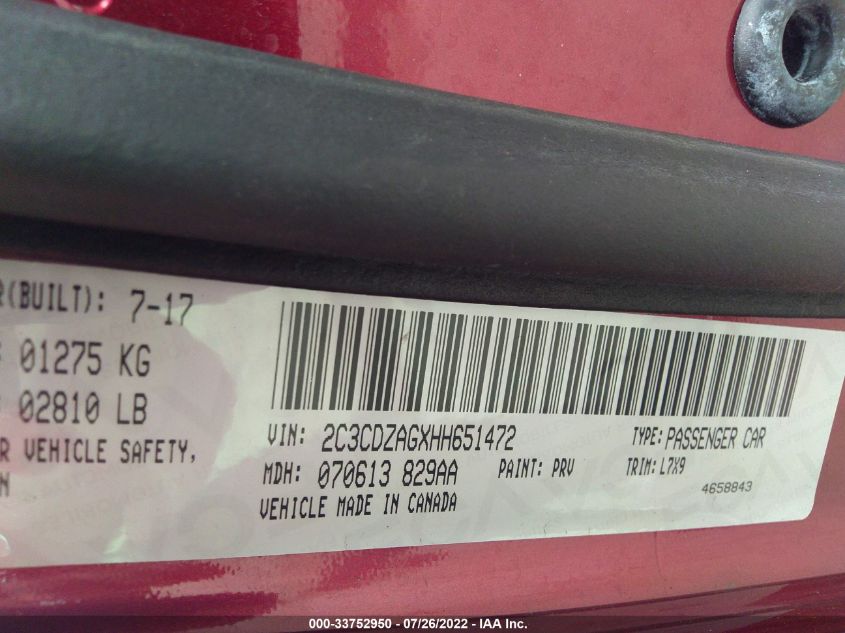 R(BUILT): 7-17
01275 KG
02810 LB
R VEHICLE SAFETY,
N
VIN: 2C3CDZAGXHH651472
TYPE: PASSENGER CAR
MDH: 070613 829AA
PAINT: PRV
TRIM: L7X9
VEHICLE MADE IN CANADA
4658843
000-33752950 - 07/26/2022 - IAA Inc.